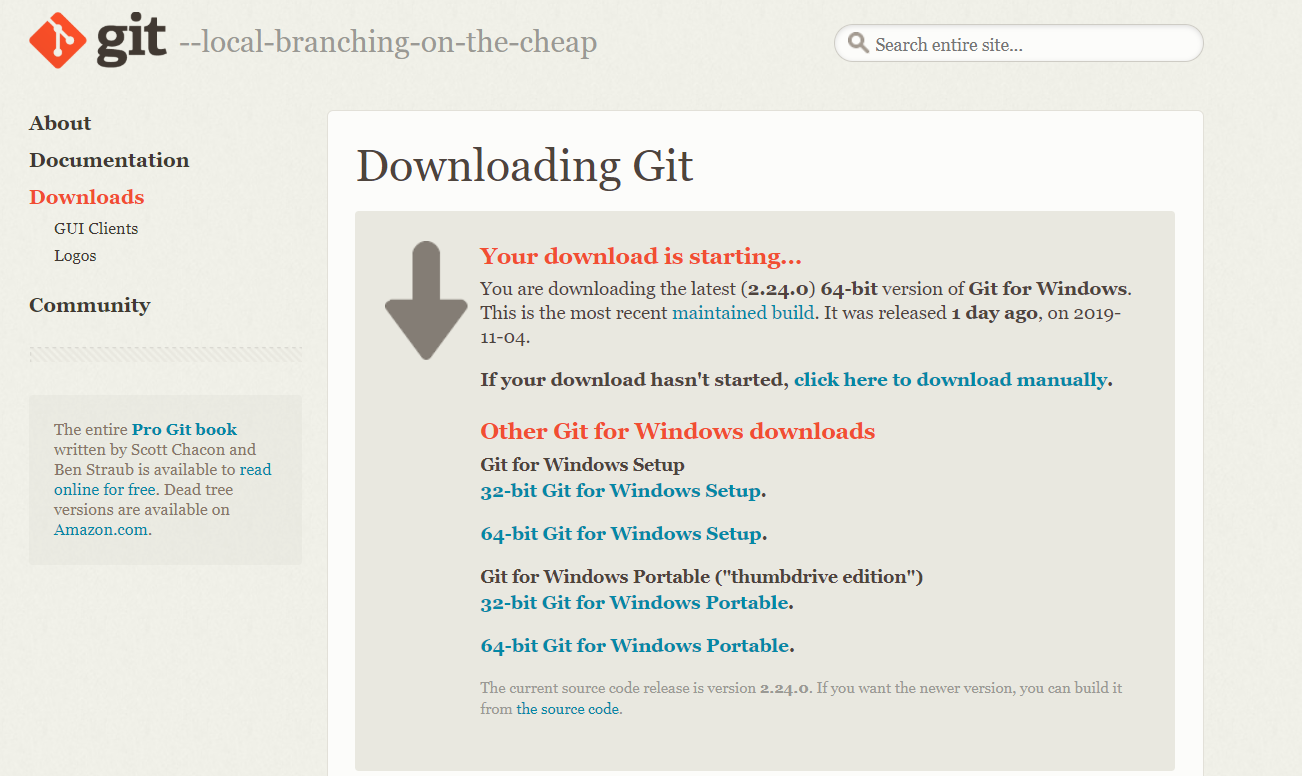 git --local-branching-on-the-cheap
Search entire site...
About
Documentation
Downloads
GUI Clients
Logos
Community
The entire Pro Git book
written by Scott Chacon and
Ben Straub is available to read
online for free. Dead tree
versions are available on
Amazon.com.
Downloading Git
Your download is starting...
You are downloading the latest (2.24.0) 64-bit version of Git for Windows.
This is the most recent maintained build. It was released 1 day ago, on 2019-
11-04.
If your download hasn't started, click here to download manually.
Other Git for Windows downloads
Git for Windows Setup
32-bit Git for Windows Setup.
64-bit Git for Windows Setup.
Git for Windows Portable ("thumbdrive edition")
32-bit Git for Windows Portable.
64-bit Git for Windows Portable.
The current source code release is version 2.24.0. If you want the newer version, you can build it
from the source code.